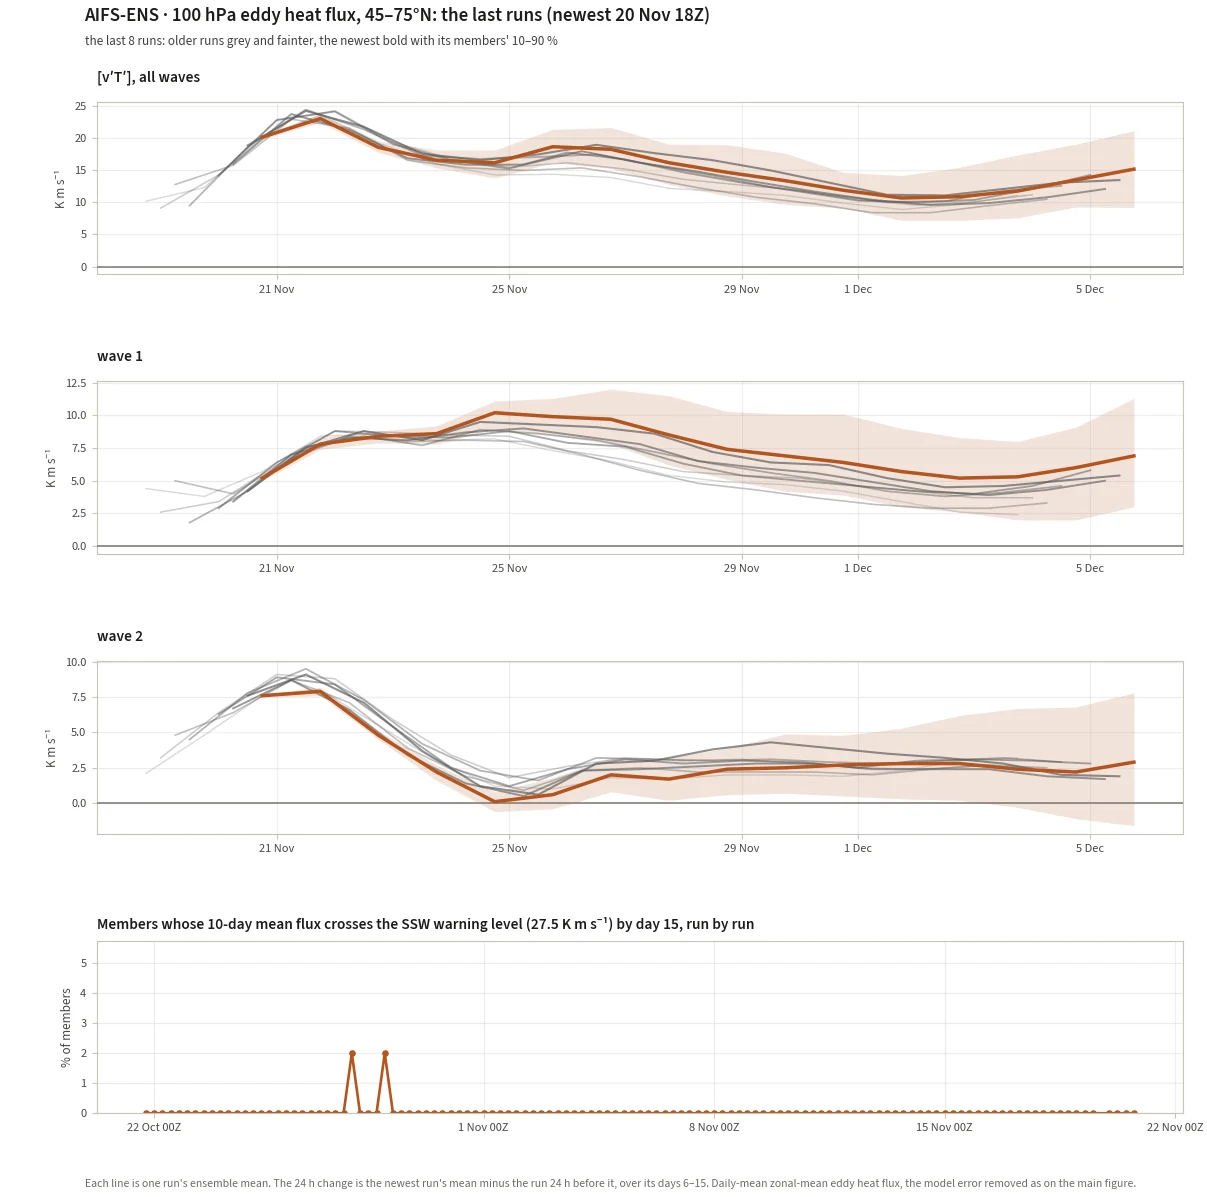 AIFS-ENS · 100 hPa eddy heat flux, 45–75°N: the last runs (newest 20 Nov 18Z)
the last 8 runs: older runs grey and fainter, the newest bold with its members' 10–90 %
[v′T′], all waves
25
20
15
10
5
0
K m s⁻¹
21 Nov 25 Nov 29 Nov 1 Dec 5 Dec
wave 1
12.5
10.0
7.5
5.0
2.5
0.0
K m s⁻¹
21 Nov 25 Nov 29 Nov 1 Dec 5 Dec
wave 2
10.0
7.5
5.0
2.5
0.0
K m s⁻¹
21 Nov 25 Nov 29 Nov 1 Dec 5 Dec
Members whose 10-day mean flux crosses the SSW warning level (27.5 K m s⁻¹) by day 15, run by run
5
4
3
2
1
0
% of members
22 Oct 00Z 1 Nov 00Z 8 Nov 00Z 15 Nov 00Z 22 Nov 00Z
Each line is one run's ensemble mean. The 24 h change is the newest run's mean minus the run 24 h before it, over its days 6–15. Daily-mean zonal-mean eddy heat flux, the model error removed as on the main figure.